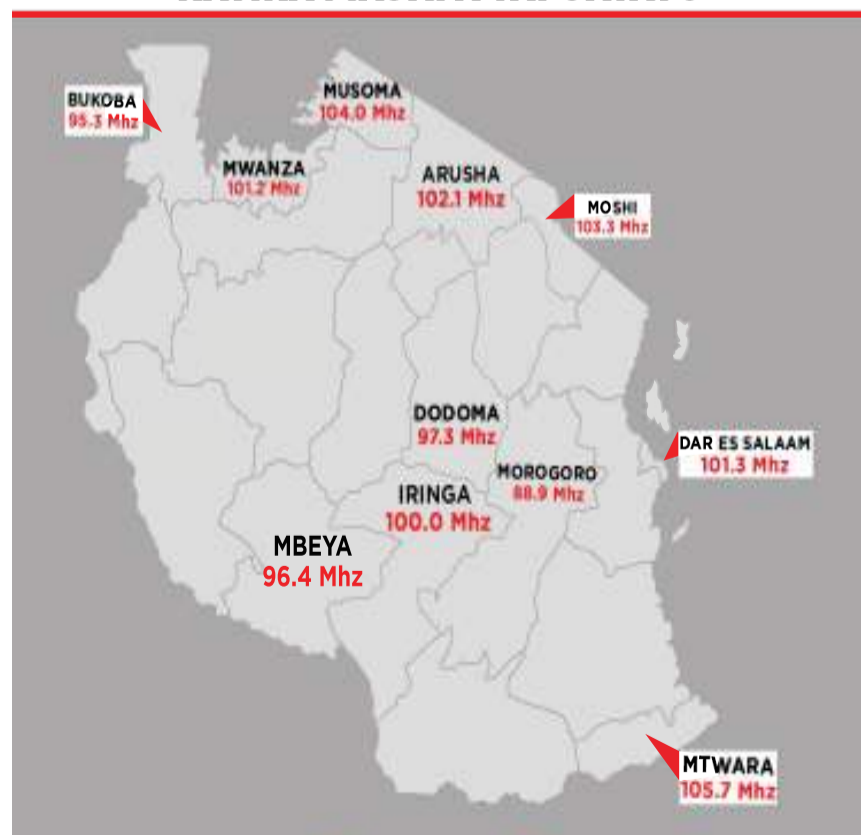 BUKOBA
95.3 Mhz
MUSOMA
104.0 Mhz
MWANZA
101.2 Mhz
ARUSHA
102.1 Mhz
MOSHI
103.3 Mhz
DODOMA
97.3 Mhz
DAR ES SALAAM
101.3 Mhz
MOROGORO
88.9 Mhz
IRINGA
100.0 Mhz
MBEYA
96.4 Mhz
MTWARA
105.7 Mhz